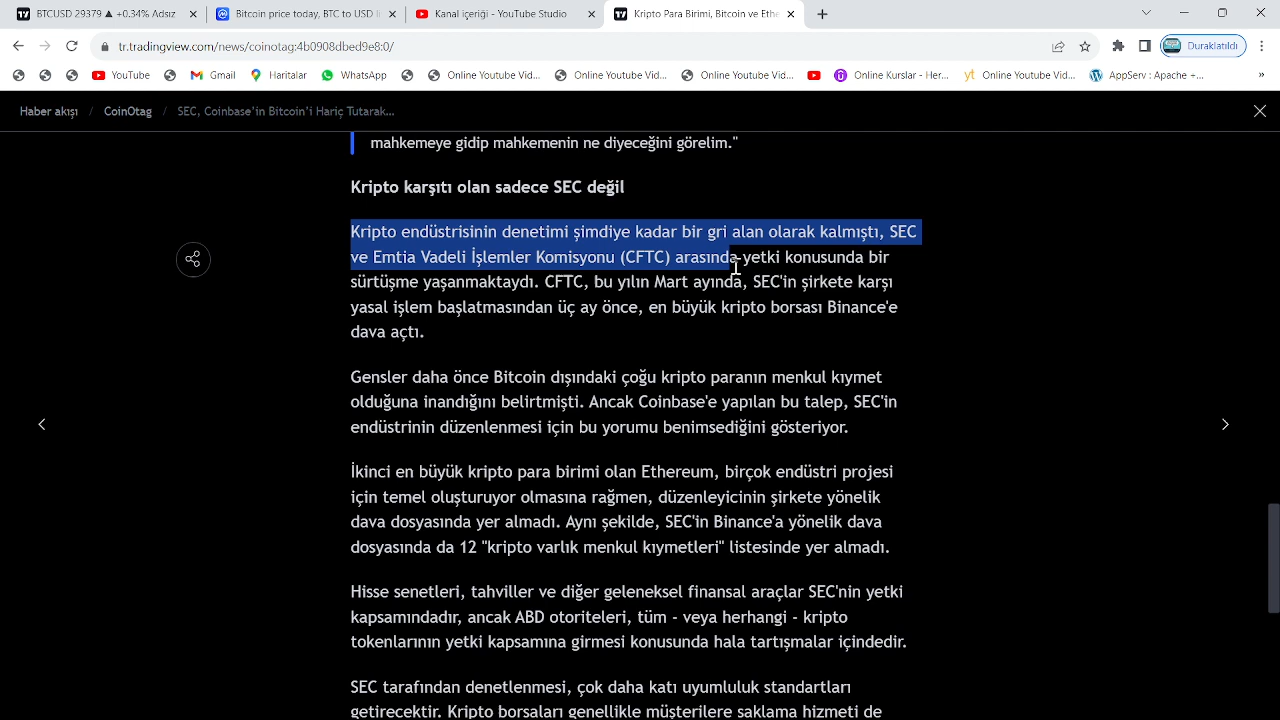 BTCUSD 29379 ▲ +0.34% Adsız
Bitcoin price today, BTC to USD li
Kanal içeriği - YouTube Studio
Kripto Para Birimi, Bitcoin ve Ethe
tr.tradingview.com/news/coinotag:4b0908dbed9e8:0/
Duraklatıldı
YouTube
Gmail
Haritalar
WhatsApp
Online Youtube Vid...
Online Youtube Vid...
Online Youtube Vid...
Online Kurslar - Her...
yt Online Youtube Vid...
AppServ : Apache +...
»
Haber akışı / CoinOtag / SEC, Coinbase'in Bitcoin'i Hariç Tutarak...
mahkemeye gidip mahkemenin ne diyeceğini görelim."
Kripto karşıtı olan sadece SEC değil
Kripto endüstrisinin denetimi şimdiye kadar bir gri alan olarak kalmıştı, SEC
ve Emtia Vadeli İşlemler Komisyonu (CFTC) arasında yetki konusunda bir
sürtüşme yaşanmaktaydı. CFTC, bu yılın Mart ayında, SEC'in şirkete karşı
yasal işlem başlatmasından üç ay önce, en büyük kripto borsası Binance'e
dava açtı.
Gensler daha önce Bitcoin dışındaki çoğu kripto paranın menkul kıymet
olduğuna inandığını belirtmişti. Ancak Coinbase'e yapılan bu talep, SEC'in
endüstrinin düzenlenmesi için bu yorumu benimsediğini gösteriyor.
İkinci en büyük kripto para birimi olan Ethereum, birçok endüstri projesi
için temel oluşturuyor olmasına rağmen, düzenleyicinin şirkete yönelik
dava dosyasında yer almadı. Aynı şekilde, SEC'in Binance'a yönelik dava
dosyasında da 12 "kripto varlık menkul kıymetleri" listesinde yer almadı.
Hisse senetleri, tahviller ve diğer geleneksel finansal araçlar SEC'nin yetki
kapsamındadır, ancak ABD otoriteleri, tüm - veya herhangi - kripto
tokenlarının yetki kapsamına girmesi konusunda hala tartışmalar içindedir.
SEC tarafından denetlenmesi, çok daha katı uyumluluk standartları
getirecektir. Kripto borsaları genellikle müşterilere saklama hizmeti de